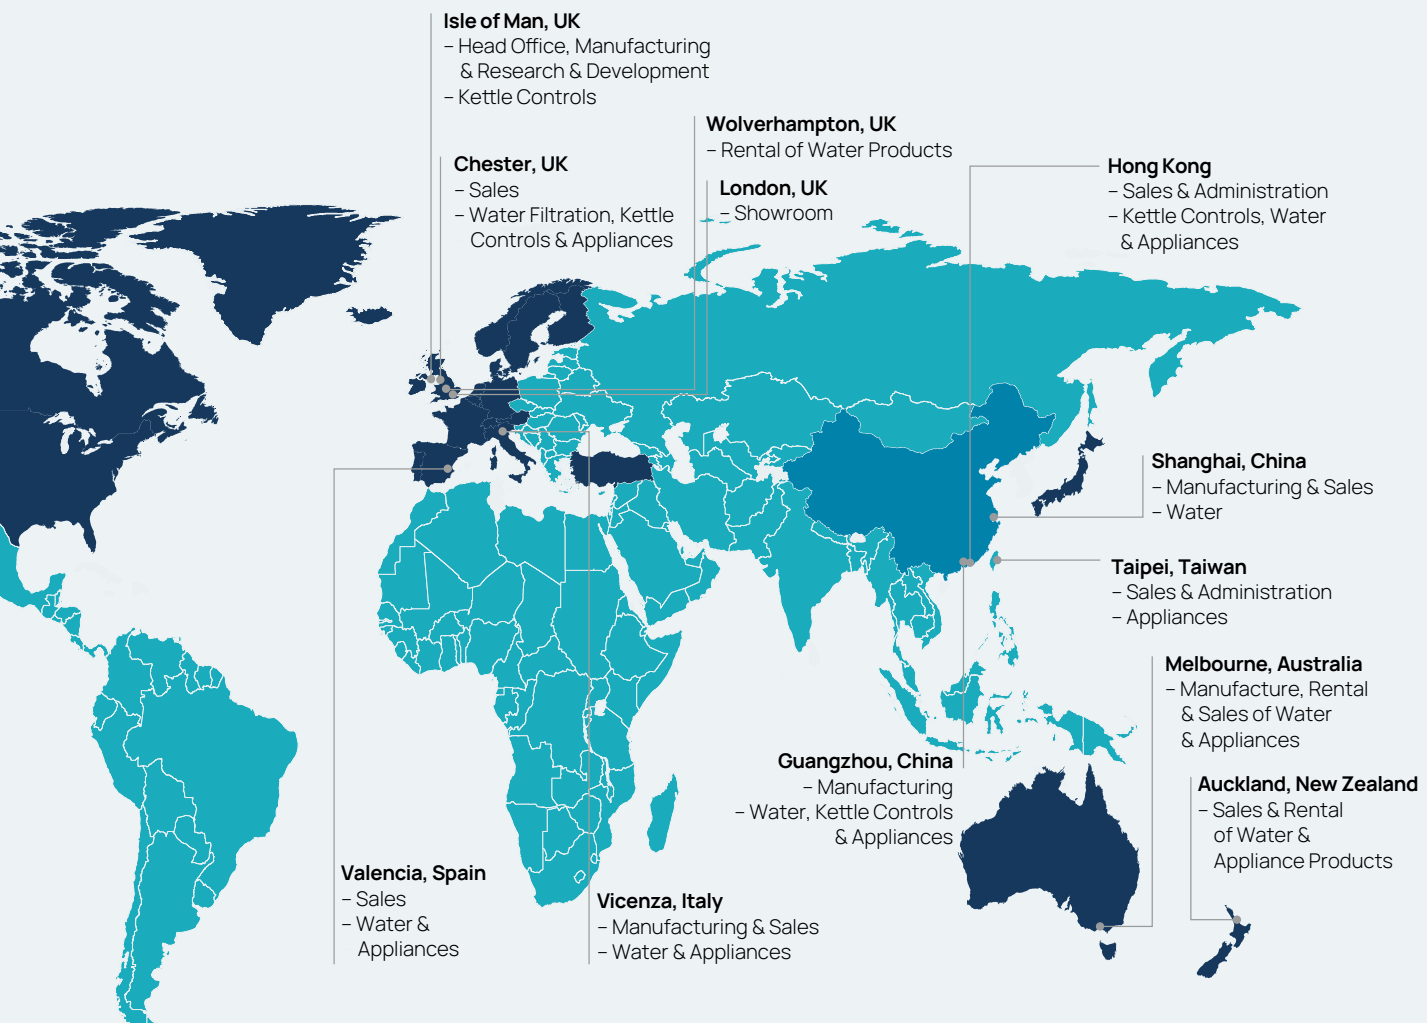 Isle of Man, UK
– Head Office, Manufacturing
& Research & Development
– Kettle Controls
Wolverhampton, UK
– Rental of Water Products
Chester, UK
– Sales
– Water Filtration, Kettle
Controls & Appliances
London, UK
– Showroom
Hong Kong
– Sales & Administration
– Kettle Controls, Water
& Appliances
Shanghai, China
– Manufacturing & Sales
– Water
Taipei, Taiwan
– Sales & Administration
– Appliances
Melbourne, Australia
– Manufacture, Rental
& Sales of Water
& Appliances
Guangzhou, China
– Manufacturing
– Water, Kettle Controls
& Appliances
Auckland, New Zealand
– Sales & Rental
of Water &
Appliance Products
Valencia, Spain
– Sales
– Water &
Appliances
Vicenza, Italy
– Manufacturing & Sales
– Water & Appliances